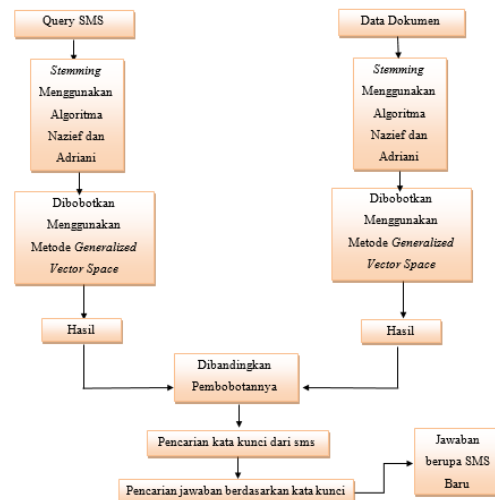 Query SMS
Stemming
Menggunakan
Algoritma
Nazief dan
Adriani
Dibobotkan
Menggunakan
Metode Generalized
Vector Space
Hasil
Data Dokumen
Stemming
Menggunakan
Algoritma
Nazief dan
Adriani
Dibobotkan
Menggunakan
Metode Generalized
Vector Space
Hasil
Dibandingkan
Pembobotannya
Pencarian kata kunci dari sms
Pencarian jawaban berdasarkan kata kunci
Jawaban
berupa SMS
Baru